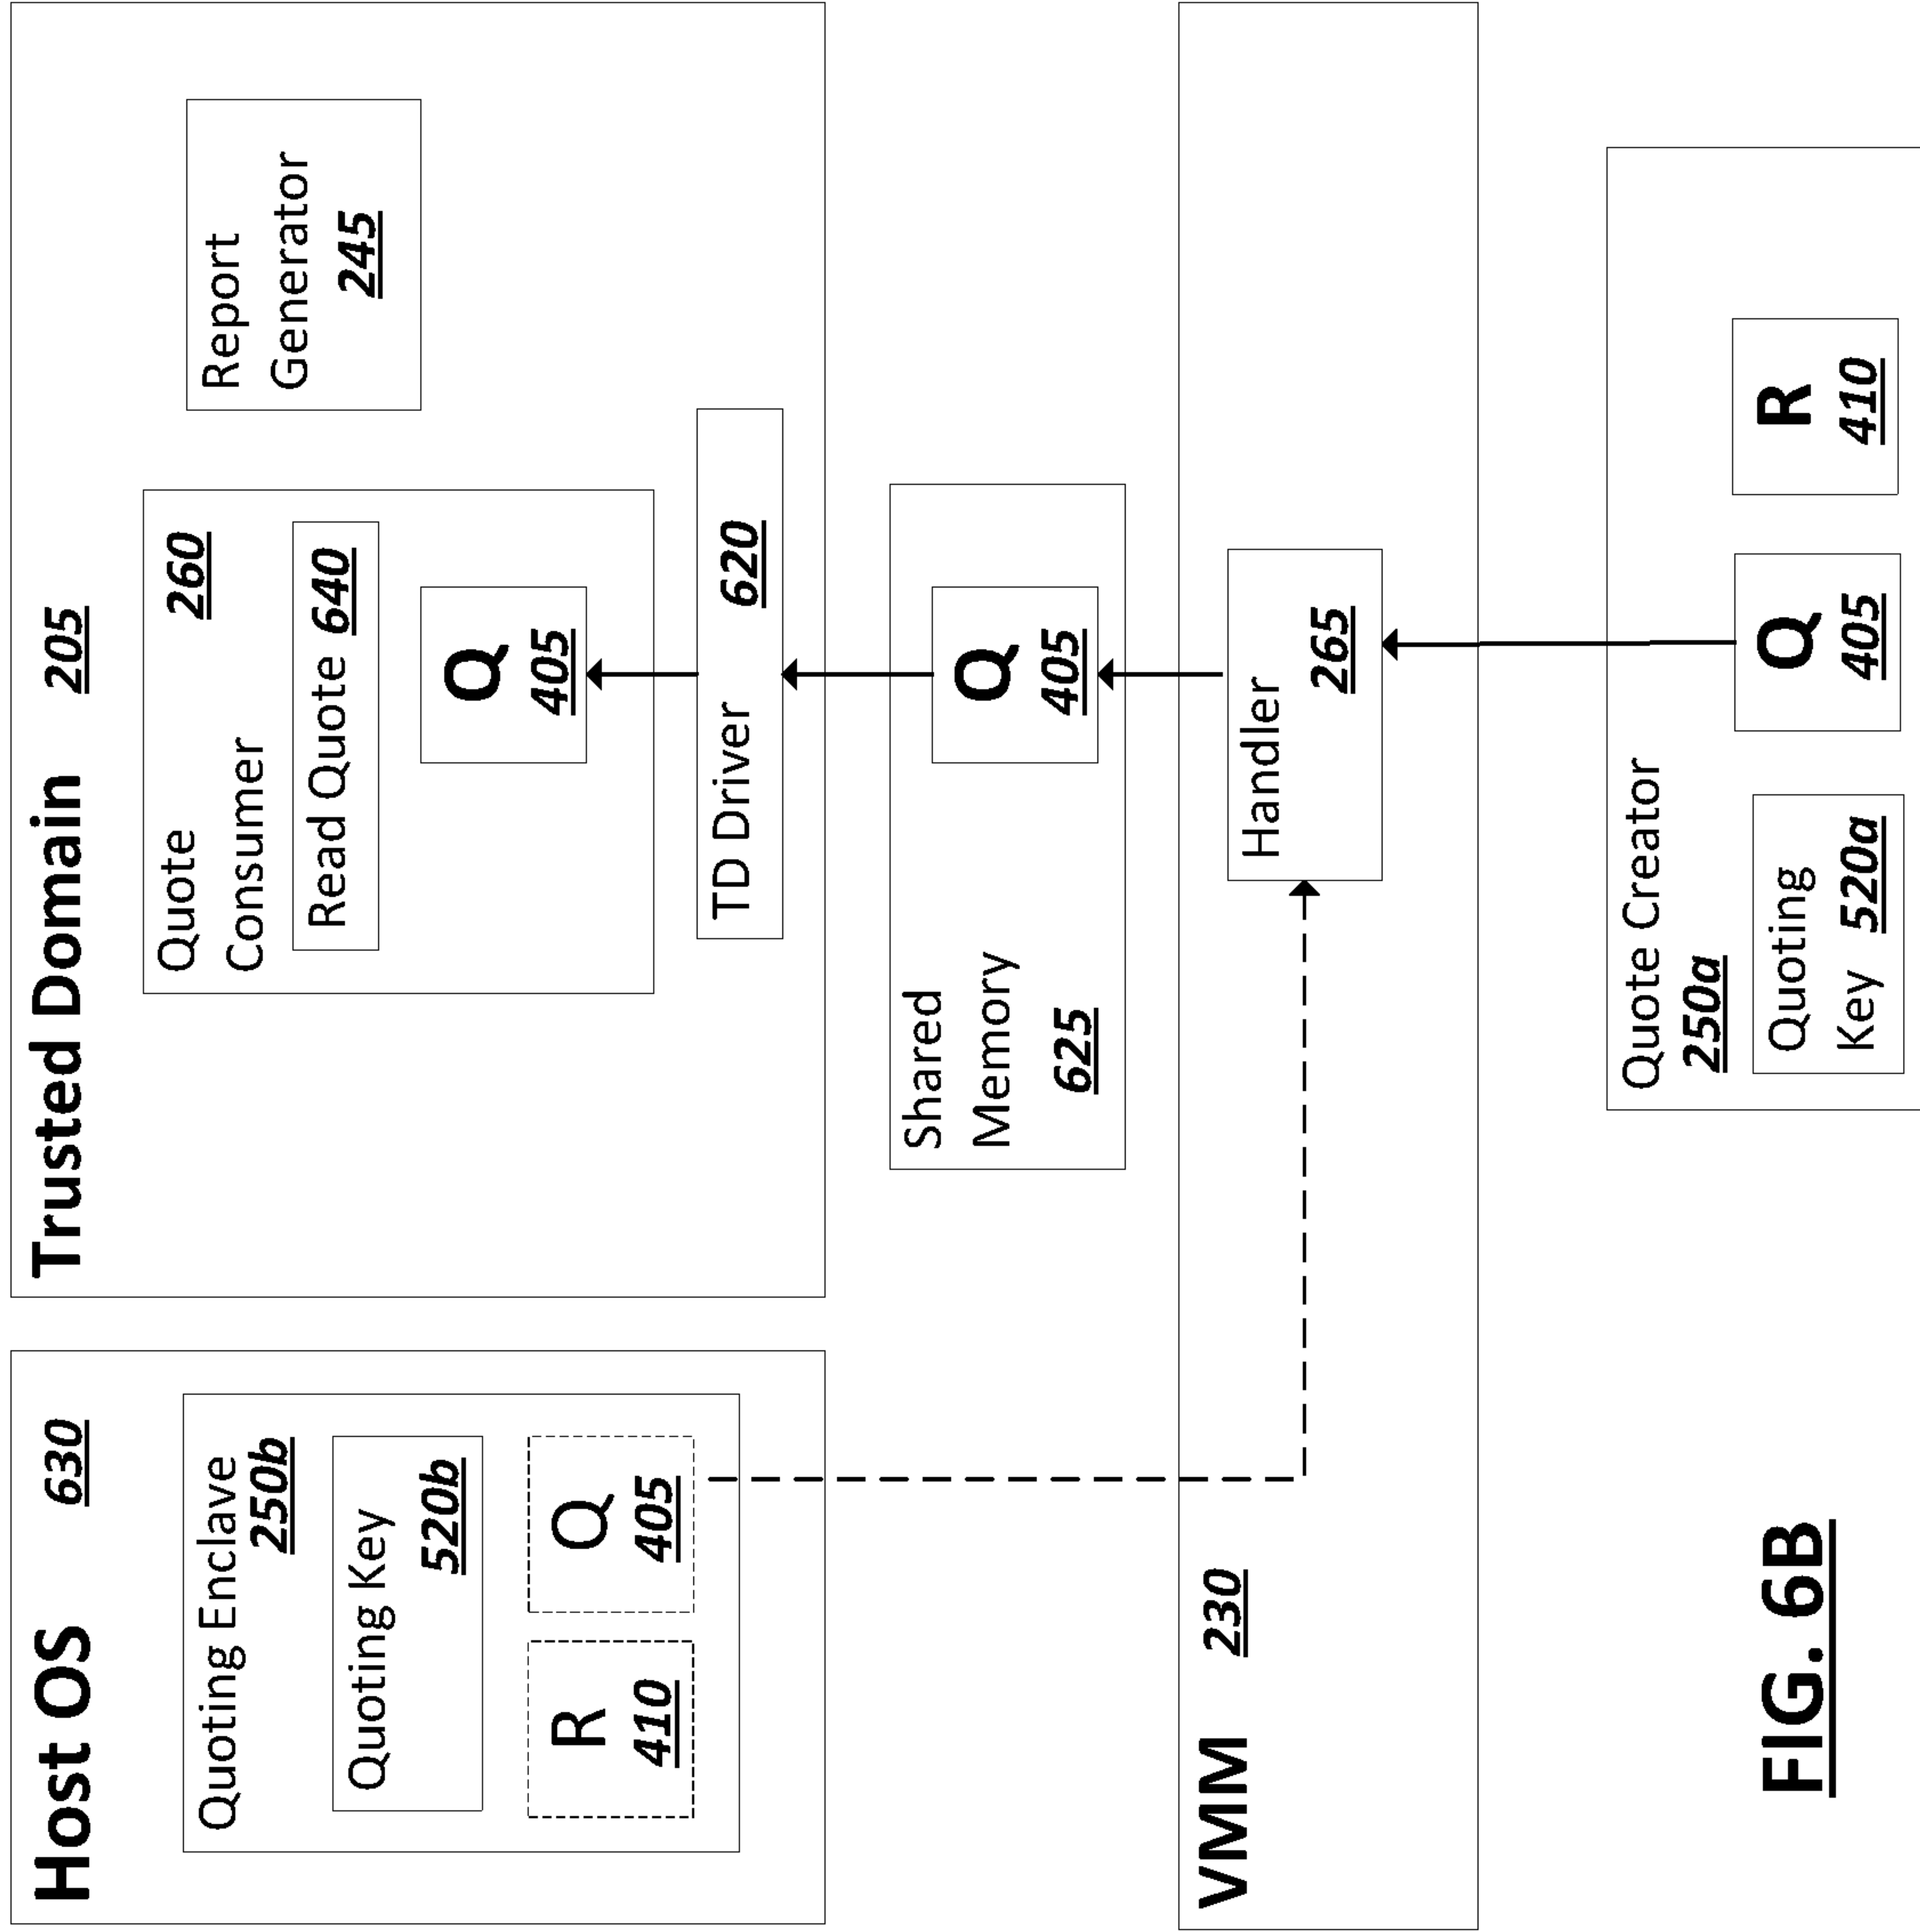 Host OS 630
Quoting Enclave
250b
Quoting Key
520b
R
410
Q
405
Trusted Domain 205
Quote
Consumer
260
Read Quote 640
Q
405
Report
Generator
245
TD Driver 620
Shared
Memory
625
Q
405
VMM 230
Handler
265
Quote Creator
250a
Quoting
Key 520a
Q
405
R
410
FIG. 6B